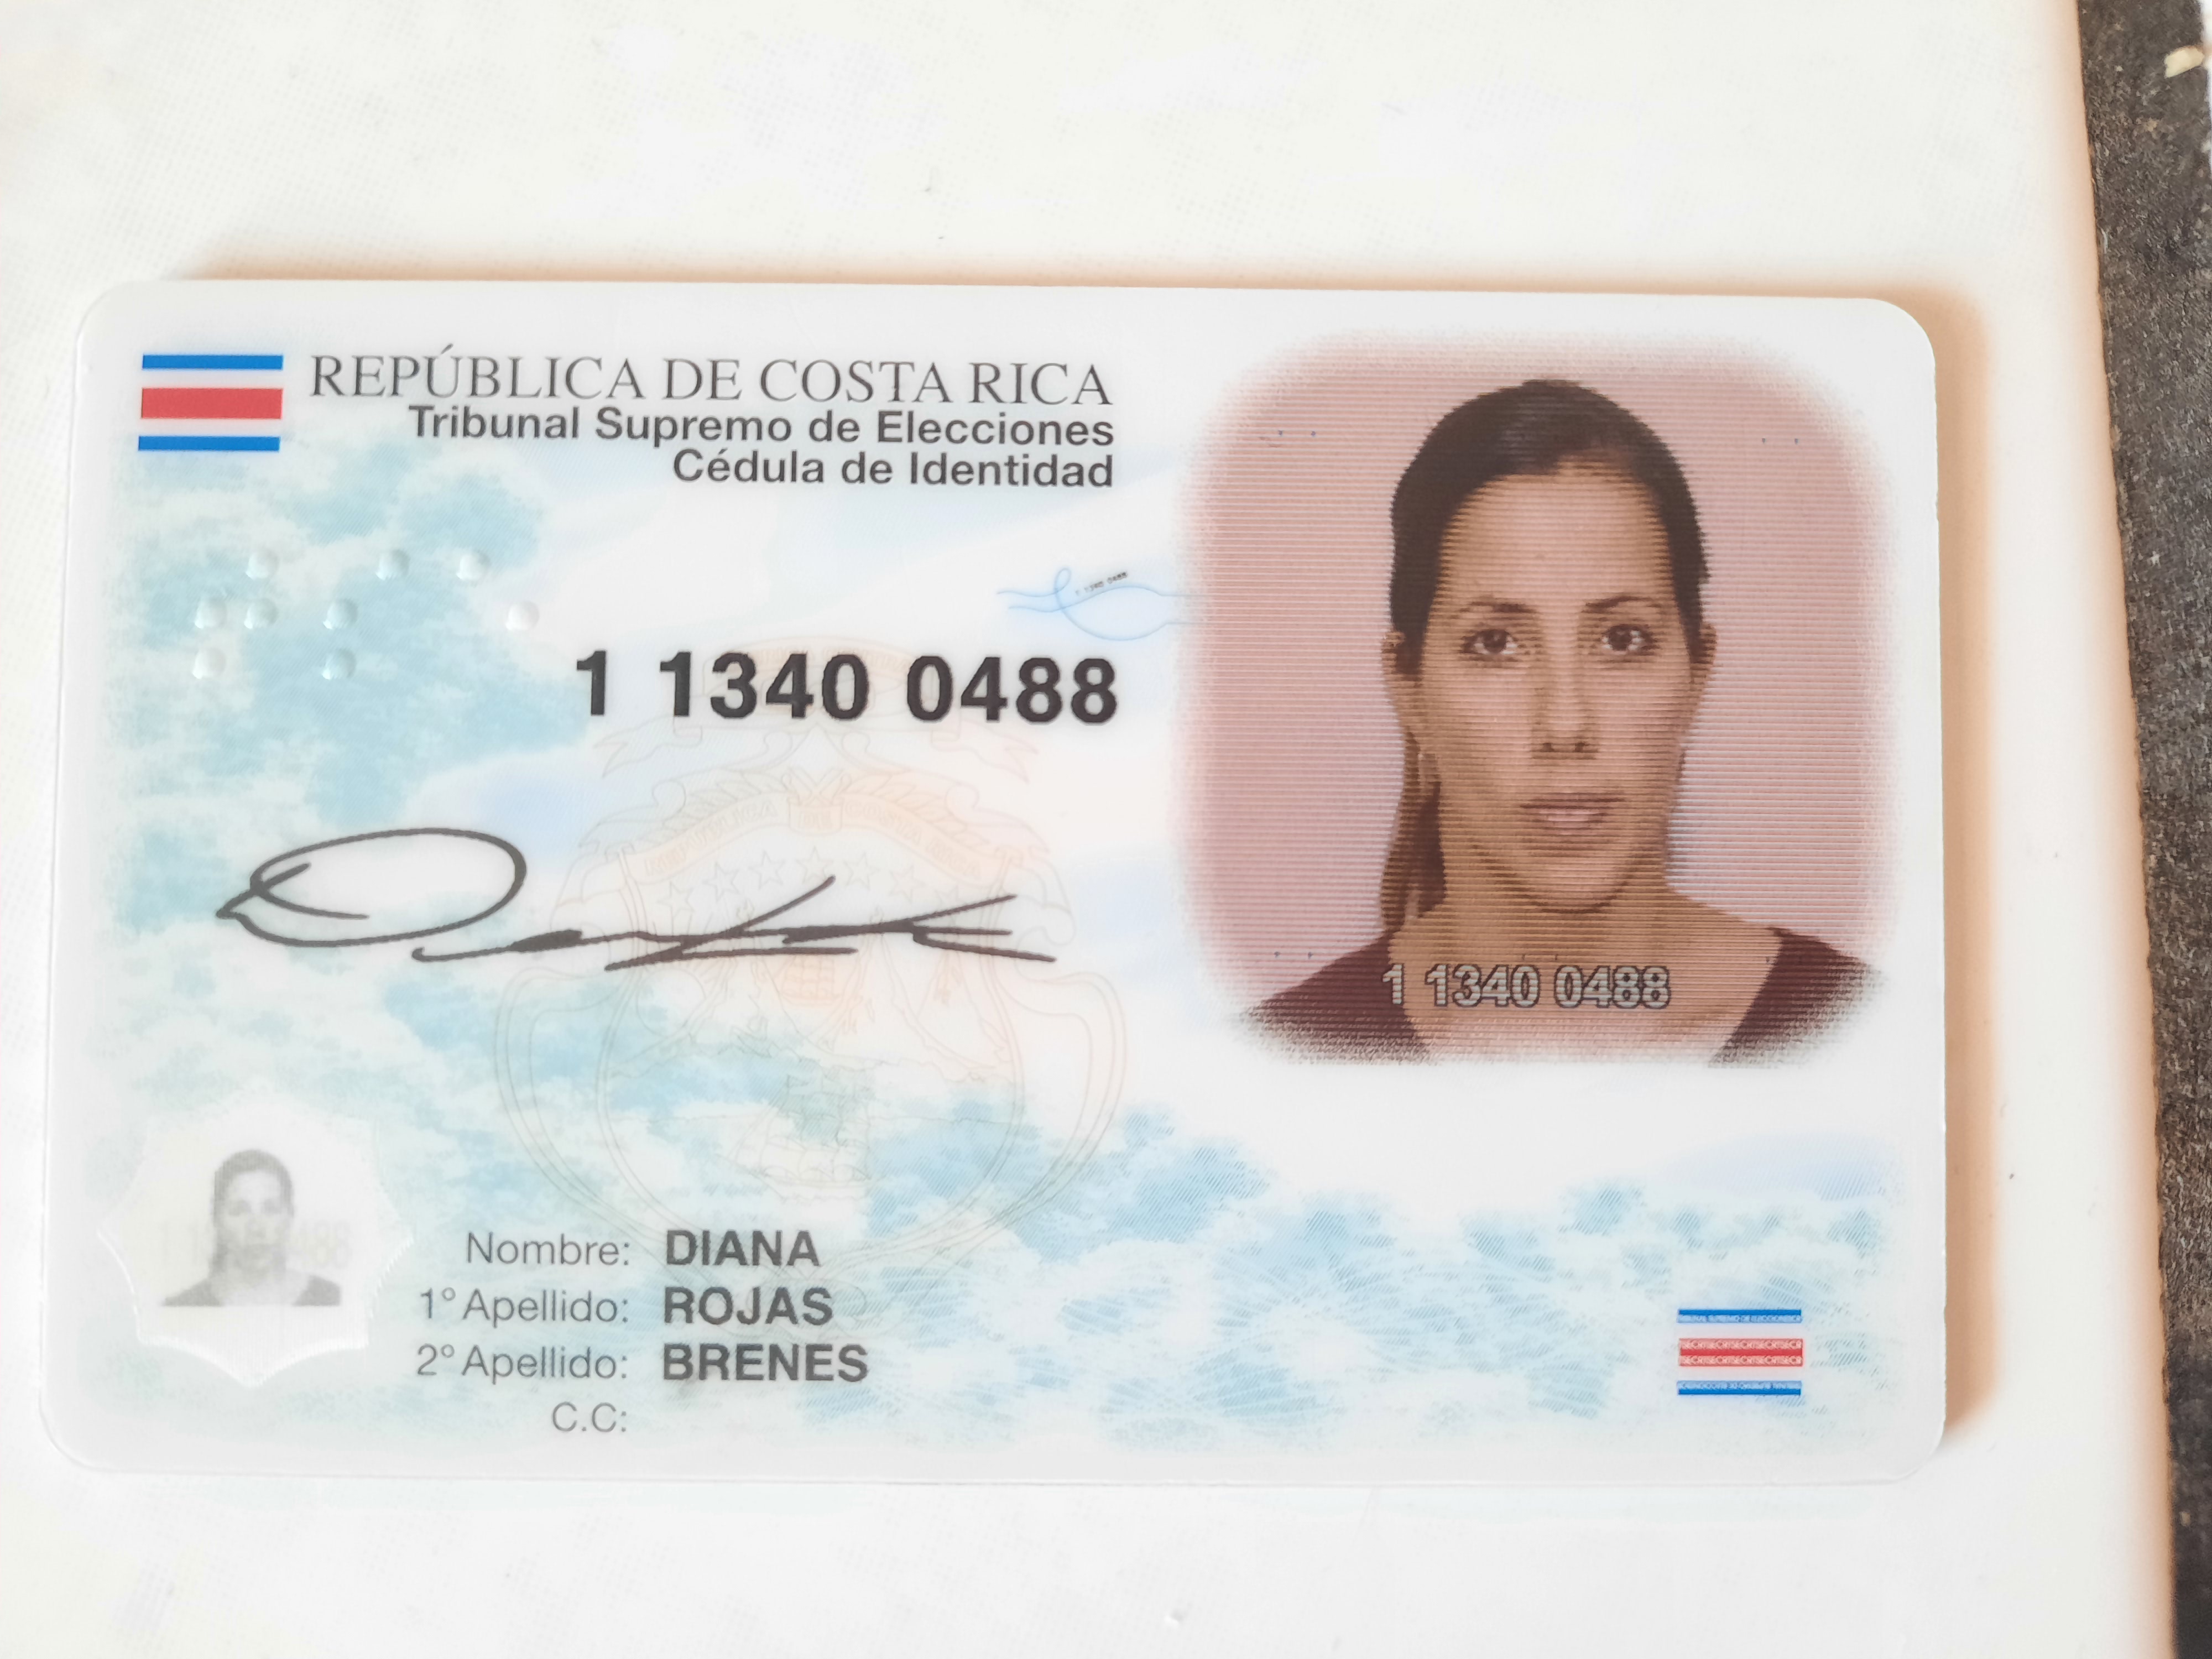 REPÚBLICA DE COSTA RICA
Tribunal Supremo de Elecciones
Cédula de Identidad
1 1340 0488
1 1340 0488
Nombre: DIANA
1° Apellido: ROJAS
2° Apellido: BRENES
C.C: